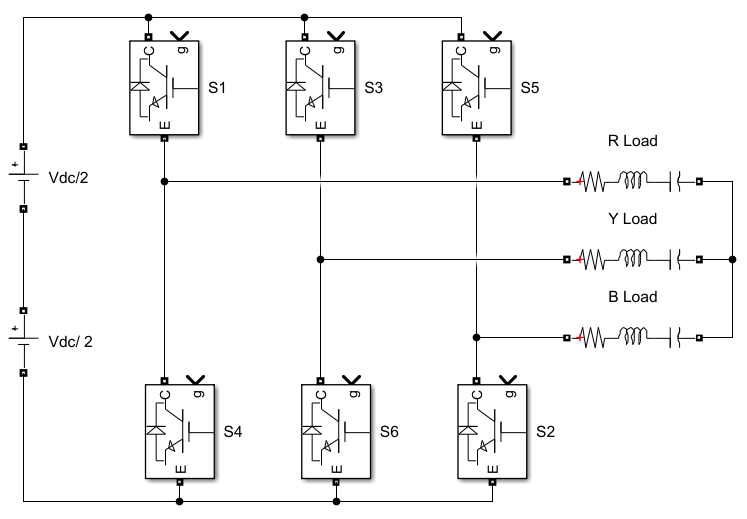 C g
S1
E
C g
S3
E
C g
S5
E
R Load
+
Vdc/2
+
Y Load
+
B Load
+
+
Vdc/ 2
C g
S4
E
C g
S6
E
C g
S2
E